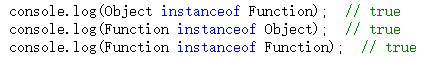 console.log(Object instanceof Function);  // true
console.log(Function instanceof Object);  // true
console.log(Function instanceof Function);  // true